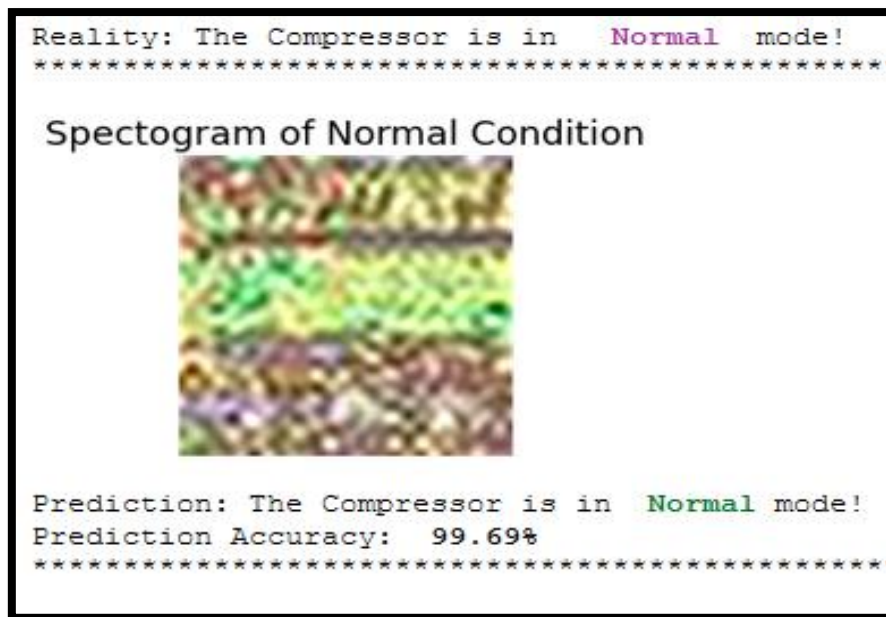 Reality: The Compressor is in Normal mode!
***********************************************
Spectogram of Normal Condition
Prediction: The Compressor is in Normal mode!
Prediction Accuracy: 99.69%
***********************************************